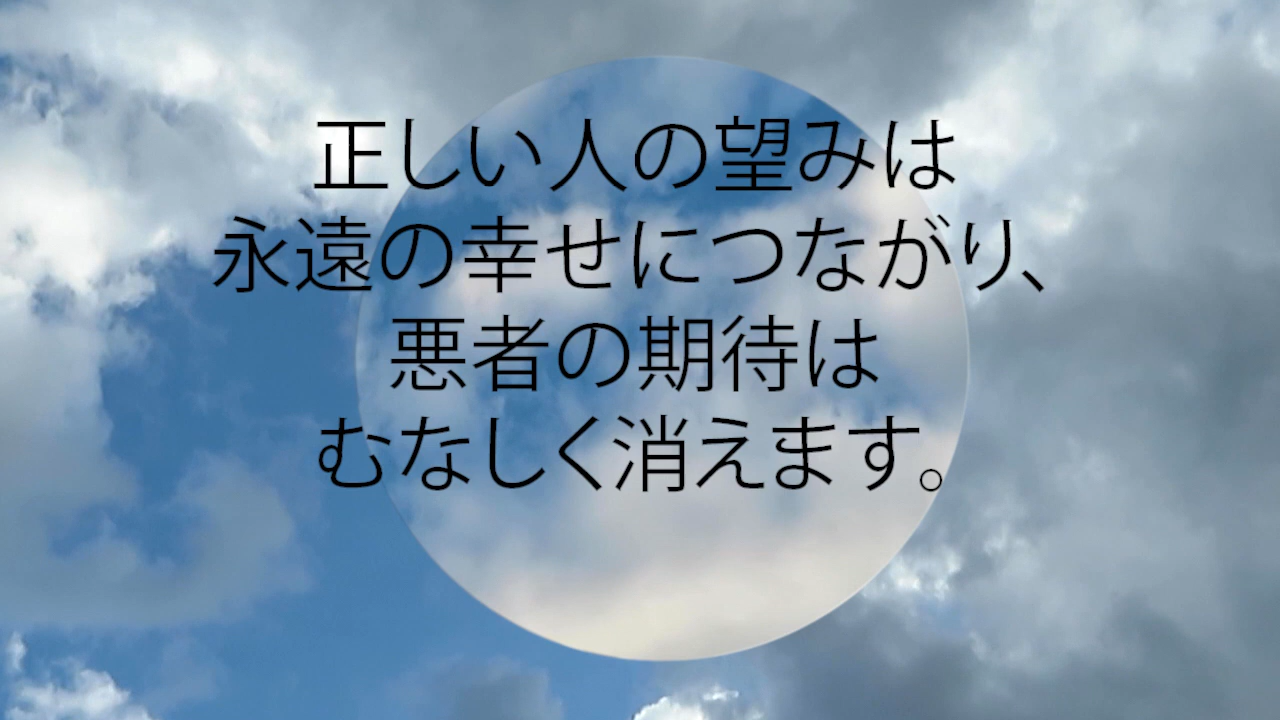 正しい人の望みは
永遠の幸せにつながり、
悪者の期待は
むなしく消えます。